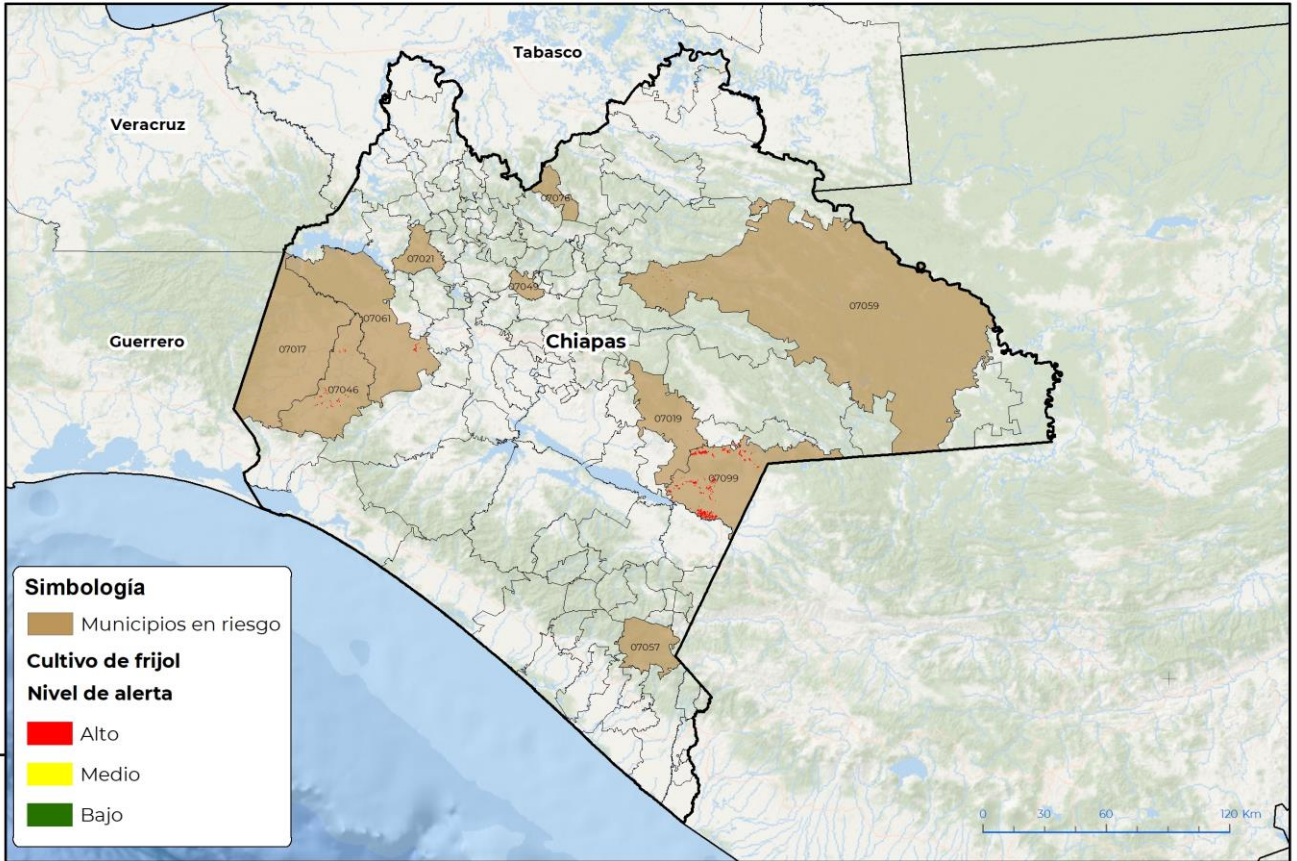 Tabasco
Veracruz
07076
07021
07049
07059
07061
Chiapas
Guerrero
07017
07046
07019
07099
07057
Simbología
Municipios en riesgo
Cultivo de frijol
Nivel de alerta
Alto
Medio
Bajo
0 30 60 120 Km